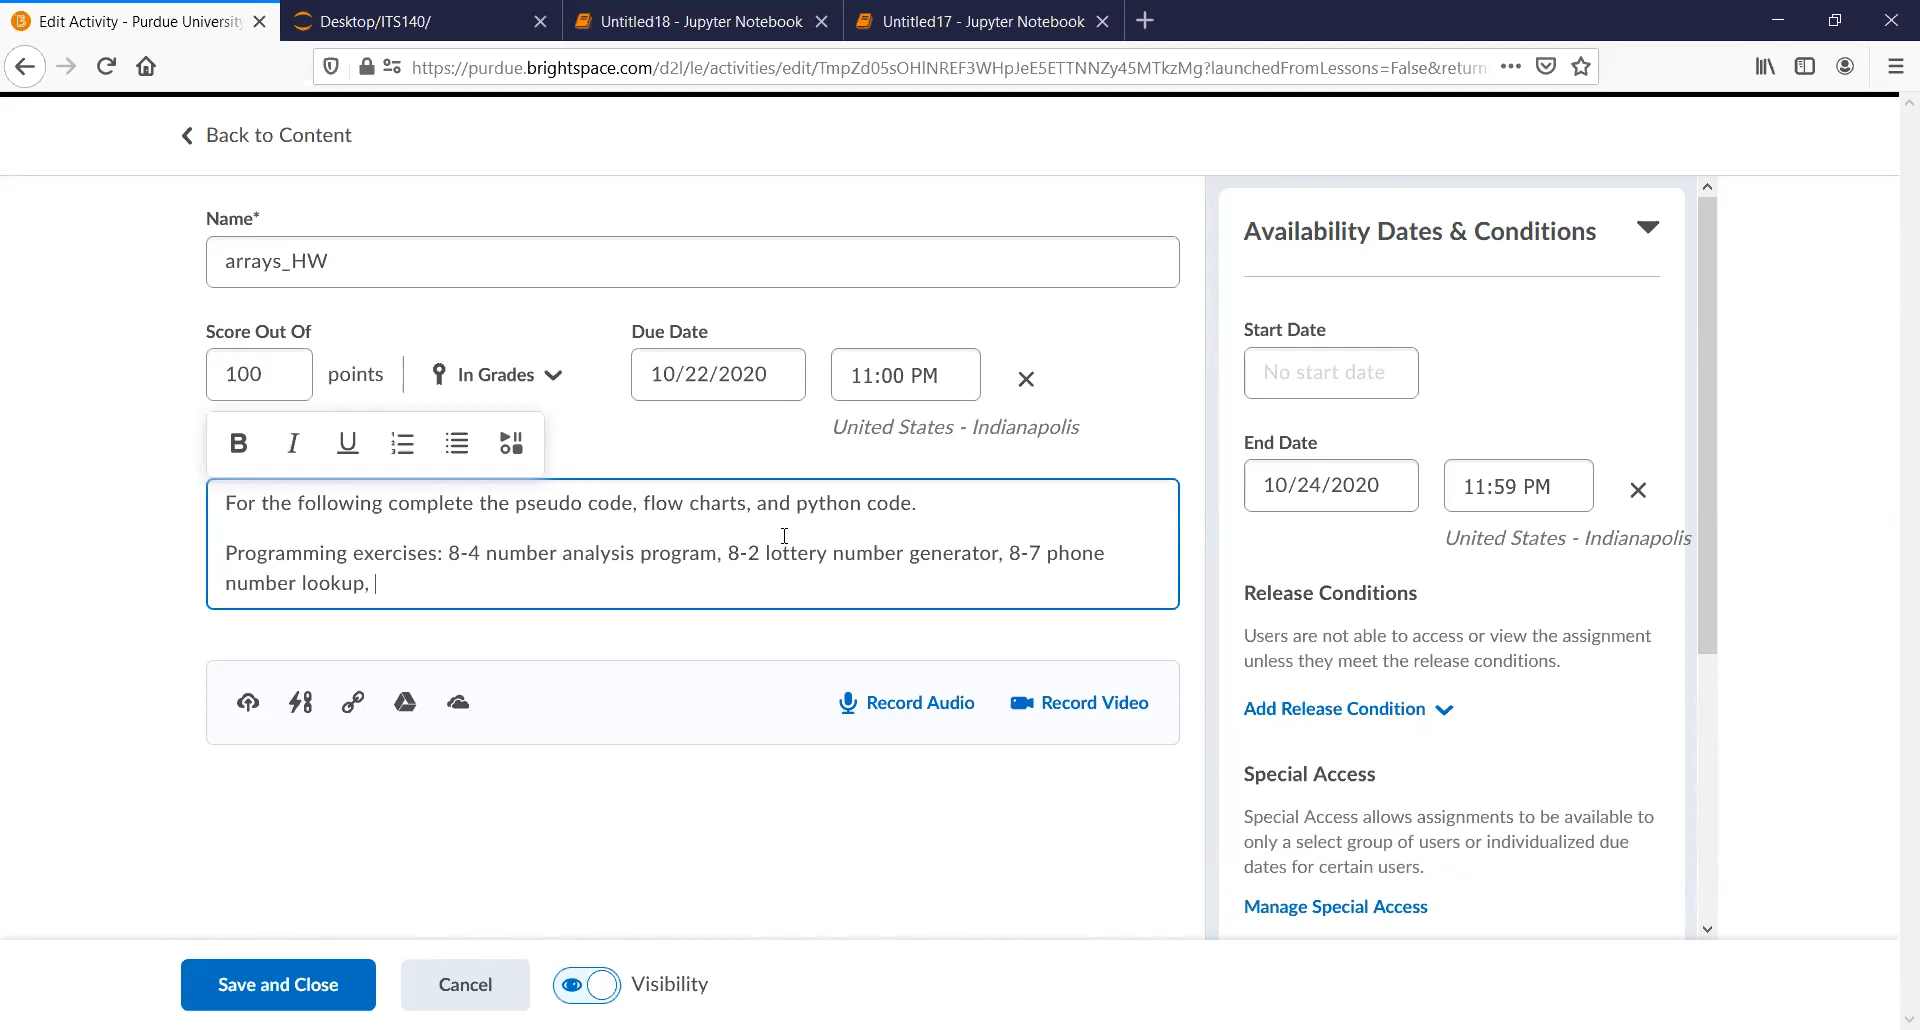 Edit Activity - Purdue University
Desktop/ITS140/
Untitled18 - Jupyter Notebook
Untitled17 - Jupyter Notebook
https://purdue.brightspace.com/d2l/le/activities/edit/TmpZd05sOHlNREF3WHpJeE5ETTNNZy45MTkzMg?launchedFromLessons=False&return
Back to Content
Name*
arrays_HW
Score Out Of
Due Date
100 points In Grades
10/22/2020 11:00 PM
United States - Indianapolis
B I U
For the following complete the pseudo code, flow charts, and python code.
Programming exercises: 8-4 number analysis program, 8-2 lottery number generator, 8-7 phone
number lookup,
Record Audio Record Video
Availability Dates & Conditions
Start Date
No start date
End Date
10/24/2020 11:59 PM
United States - Indianapolis
Release Conditions
Users are not able to access or view the assignment
unless they meet the release conditions.
Add Release Condition
Special Access
Special Access allows assignments to be available to
only a select group of users or individualized due
dates for certain users.
Manage Special Access
Save and Close Cancel Visibility